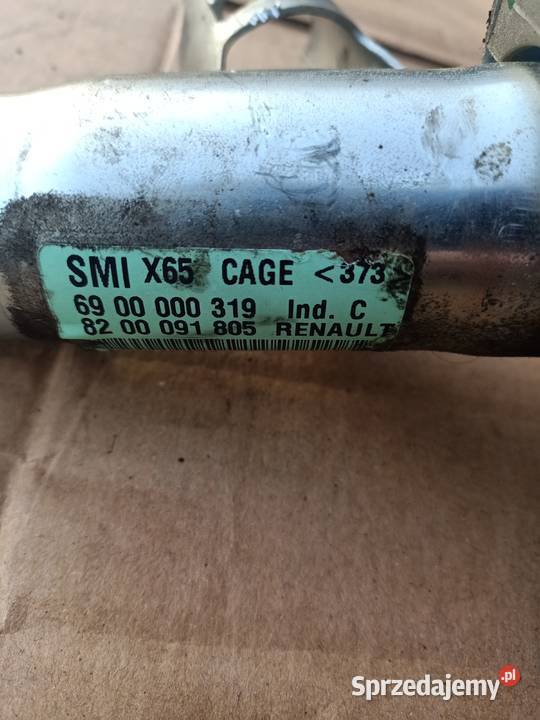 SMI X65 CAGE <373
69 00 000 319 Ind. C
82 00 091 805 RENAULT
Sprzedajemy.pl